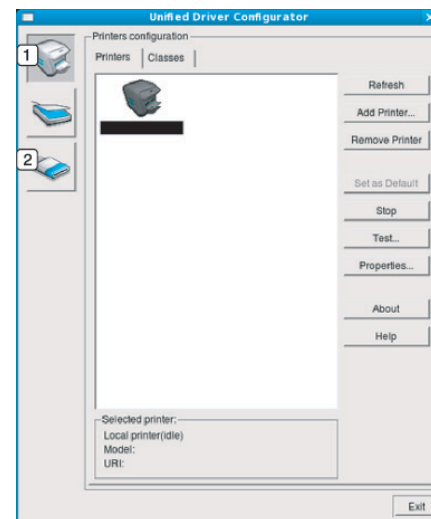 Unified Driver Configurator
1
2
Printers configuration
Printers
Classes
Refresh
Add Printer...
Remove Printer
Set as Default
Stop
Test...
Properties...
About
Help
Selected printer:
Local printer(idle)
Model:
URI:
Exit